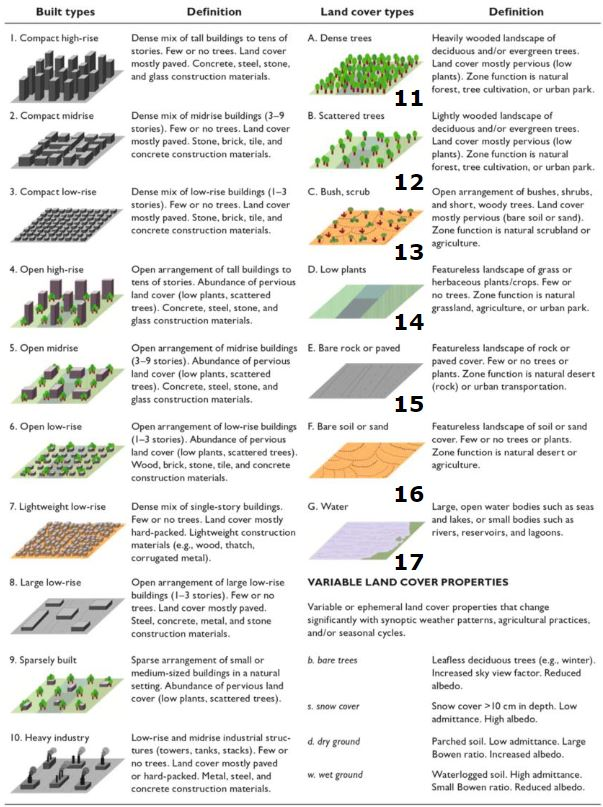 Built types Definition Land cover types Definition
1. Compact high-rise
Dense mix of tall buildings to tens of
stories. Few or no trees. Land cover
mostly paved. Concrete, steel, stone,
and glass construction materials.
A. Dense trees
11
Heavily wooded landscape of
deciduous and/or evergreen trees.
Land cover mostly pervious (low
plants). Zone function is natural
forest, tree cultivation, or urban park.
2. Compact midrise
Dense mix of midrise buildings (3–9
stories). Few or no trees. Land cover
mostly paved. Stone, brick, tile, and
concrete construction materials.
B. Scattered trees
12
Lightly wooded landscape of
deciduous and/or evergreen trees.
Land cover mostly pervious (low
plants). Zone function is natural
forest, tree cultivation, or urban park.
3. Compact low-rise
Dense mix of low-rise buildings (1–3
stories). Few or no trees. Land cover
mostly paved. Stone, brick, tile, and
concrete construction materials.
C. Bush, scrub
13
Open arrangement of bushes, shrubs,
and short, woody trees. Land cover
mostly pervious (bare soil or sand).
Zone function is natural scrubland or
agriculture.
4. Open high-rise
Open arrangement of tall buildings to
tens of stories. Abundance of pervious
land cover (low plants, scattered
trees). Concrete, steel, stone, and
glass construction materials.
D. Low plants
14
Featureless landscape of grass or
herbaceous plants/crops. Few or
no trees. Zone function is natural
grassland, agriculture, or urban park.
5. Open midrise
Open arrangement of midrise buildings
(3–9 stories). Abundance of pervious
land cover (low plants, scattered
trees). Concrete, steel, stone, and
glass construction materials.
E. Bare rock or paved
15
Featureless landscape of rock or
paved cover. Few or no trees or
plants. Zone function is natural desert
(rock) or urban transportation.
6. Open low-rise
Open arrangement of low-rise buildings
(1–3 stories). Abundance of pervious
land cover (low plants, scattered trees).
Wood, brick, stone, tile, and concrete
construction materials.
F. Bare soil or sand
16
Featureless landscape of soil or sand
cover. Few or no trees or plants.
Zone function is natural desert or
agriculture.
7. Lightweight low-rise
Dense mix of single-story buildings.
Few or no trees. Land cover mostly
hard-packed. Lightweight construction
materials (e.g., wood, thatch,
corrugated metal).
G. Water
17
Large, open water bodies such as seas
and lakes, or small bodies such as
rivers, reservoirs, and lagoons.
8. Large low-rise
Open arrangement of large low-rise
buildings (1–3 stories). Few or no
trees. Land cover mostly paved.
Steel, concrete, metal, and stone
construction materials.
VARIABLE LAND COVER PROPERTIES
Variable or ephemeral land cover properties that change
significantly with synoptic weather patterns, agricultural practices,
and/or seasonal cycles.
9. Sparsely built
Sparse arrangement of small or
medium-sized buildings in a natural
setting. Abundance of pervious land
cover (low plants, scattered trees).
b. bare trees
Leafless deciduous trees (e.g., winter).
Increased sky view factor. Reduced
albedo.
s. snow cover
Snow cover >10 cm in depth. Low
admittance. High albedo.
10. Heavy industry
Low-rise and midrise industrial struc-
tures (towers, tanks, stacks). Few or
no trees. Land cover mostly paved
or hard-packed. Metal, steel, and
concrete construction materials.
d. dry ground
Parched soil. Low admittance. Large
Bowen ratio. Increased albedo.
w. wet ground
Waterlogged soil. High admittance.
Small Bowen ratio. Reduced albedo.